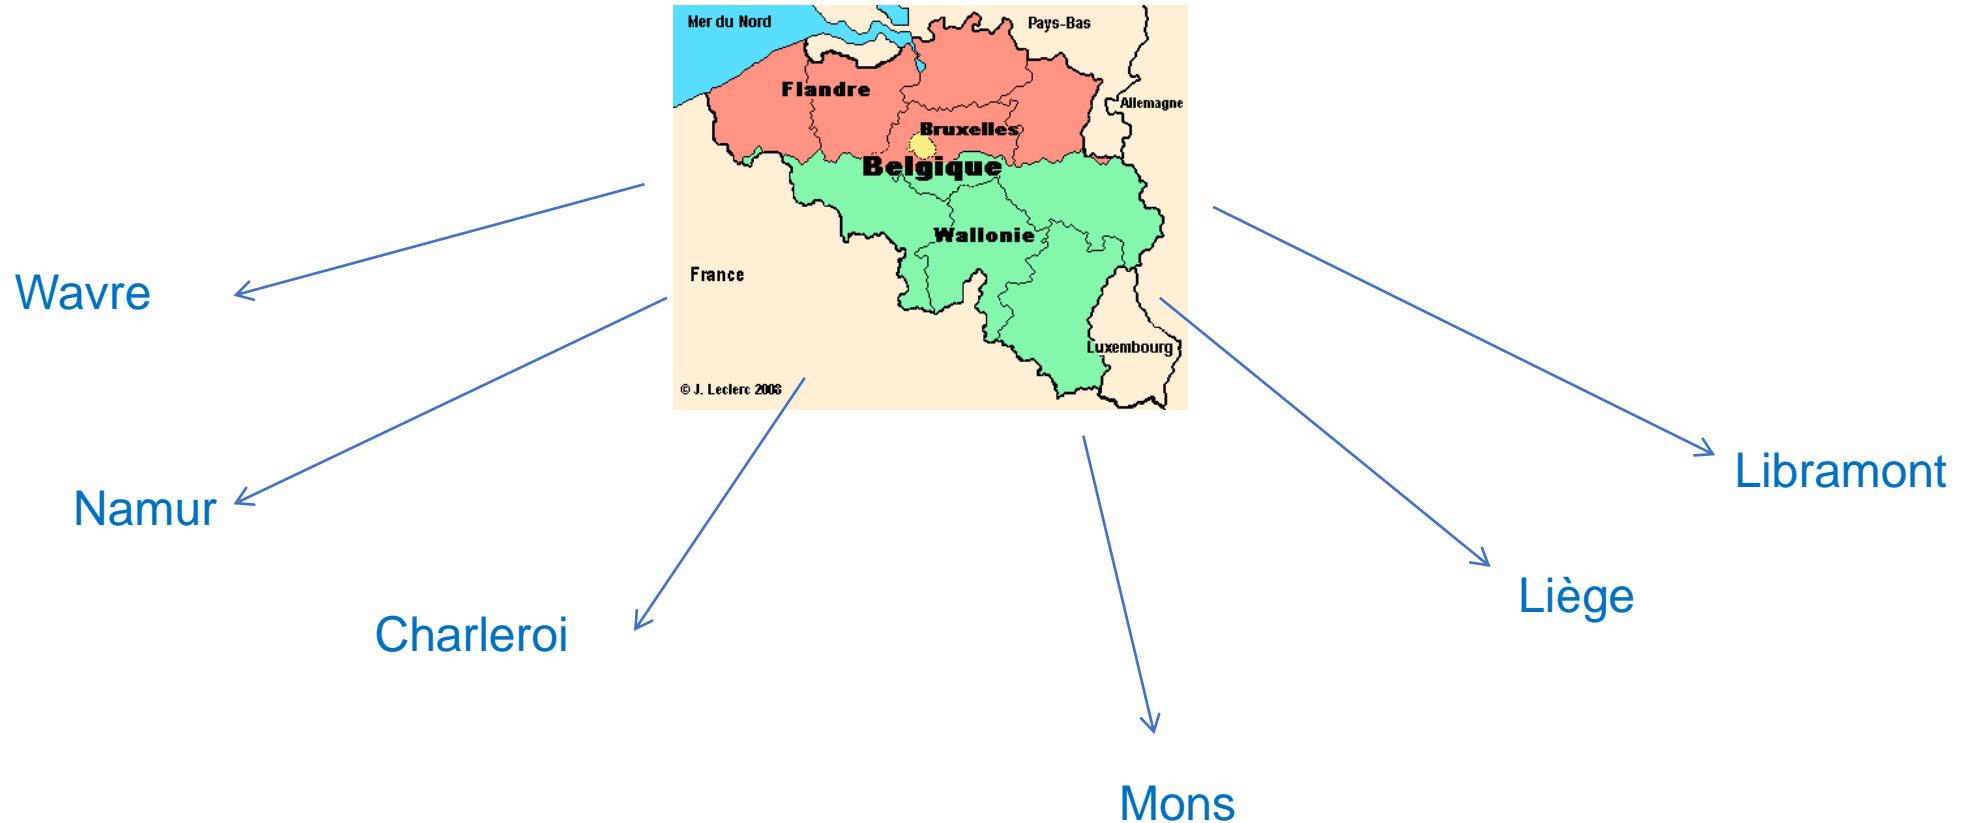 Mer du Nord
Pays-Bas
Flandre
Allemagne
Bruxelles
Belgique
Wallonie
France
Luxembourg
© J. Leclerc 2008
Wavre
Libramont
Namur
Liège
Charleroi
Mons